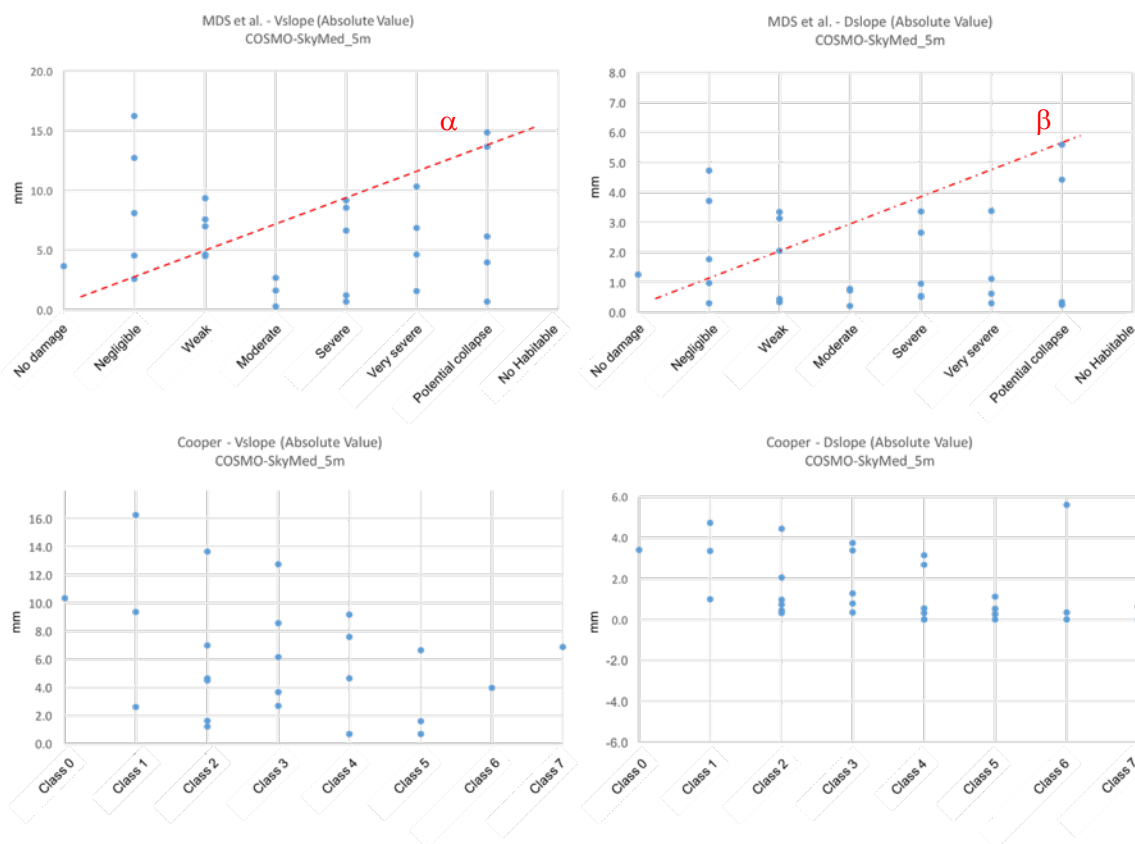 MDS et al. - Vslope (Absolute Value)
COSMO-SkyMed_5m
20.0
15.0
10.0
5.0
0.0
mm
α
No damage
Negligible
Weak
Moderate
Severe
Very severe
Potential collapse
No Habitable
MDS et al. - Dslope (Absolute Value)
COSMO-SkyMed_5m
8.0
7.0
6.0
5.0
4.0
3.0
2.0
1.0
0.0
mm
β
No damage
Negligible
Weak
Moderate
Severe
Very severe
Potential collapse
No Habitable
Cooper - Vslope (Absolute Value)
COSMO-SkyMed_5m
16.0
14.0
12.0
10.0
8.0
6.0
4.0
2.0
0.0
mm
Class 0
Class 1
Class 2
Class 3
Class 4
Class 5
Class 6
Class 7
Cooper - Dslope (Absolute Value)
COSMO-SkyMed_5m
6.0
4.0
2.0
0.0
-2.0
-4.0
-6.0
mm
Class 0
Class 1
Class 2
Class 3
Class 4
Class 5
Class 6
Class 7